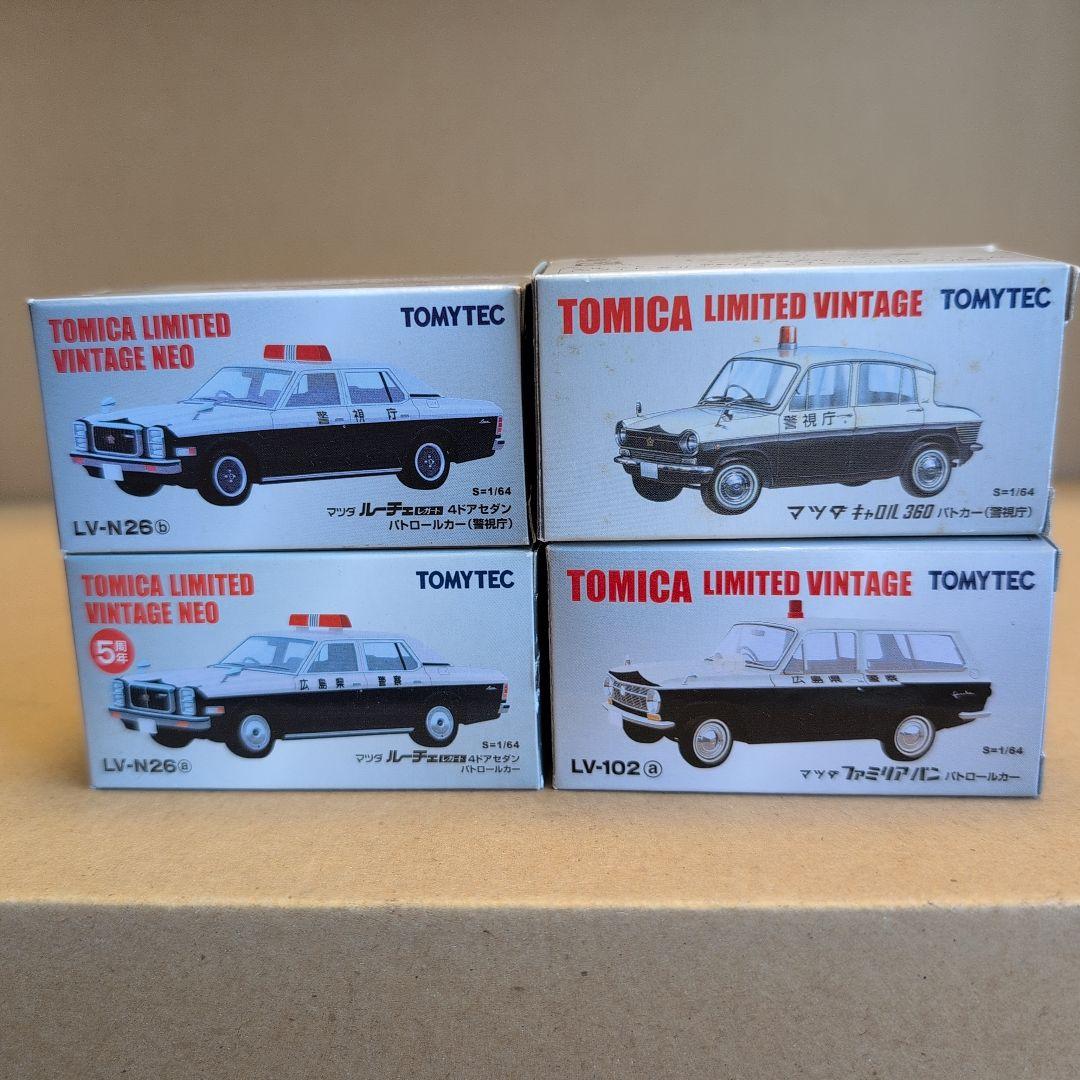 TOMICA LIMITED
VINTAGE NEO
TOMYTEC
警視庁
S=1/64
LV-N26ⓑ
マツダ ルーチェ レガート 4ドアセダン
パトロールカー(警視庁)
TOMICA LIMITED VINTAGE
TOMYTEC
警視庁
S=1/64
マツダ キャロル 360 パトカー(警視庁)
TOMICA LIMITED
VINTAGE NEO
TOMYTEC
5周年
広島県 警察
S=1/64
LV-N26ⓐ
マツダ ルーチェ レガート 4ドアセダン
パトロールカー
TOMICA LIMITED VINTAGE
TOMYTEC
広島県 警察
S=1/64
LV-102ⓐ
マツダ ファミリア バン パトロールカー